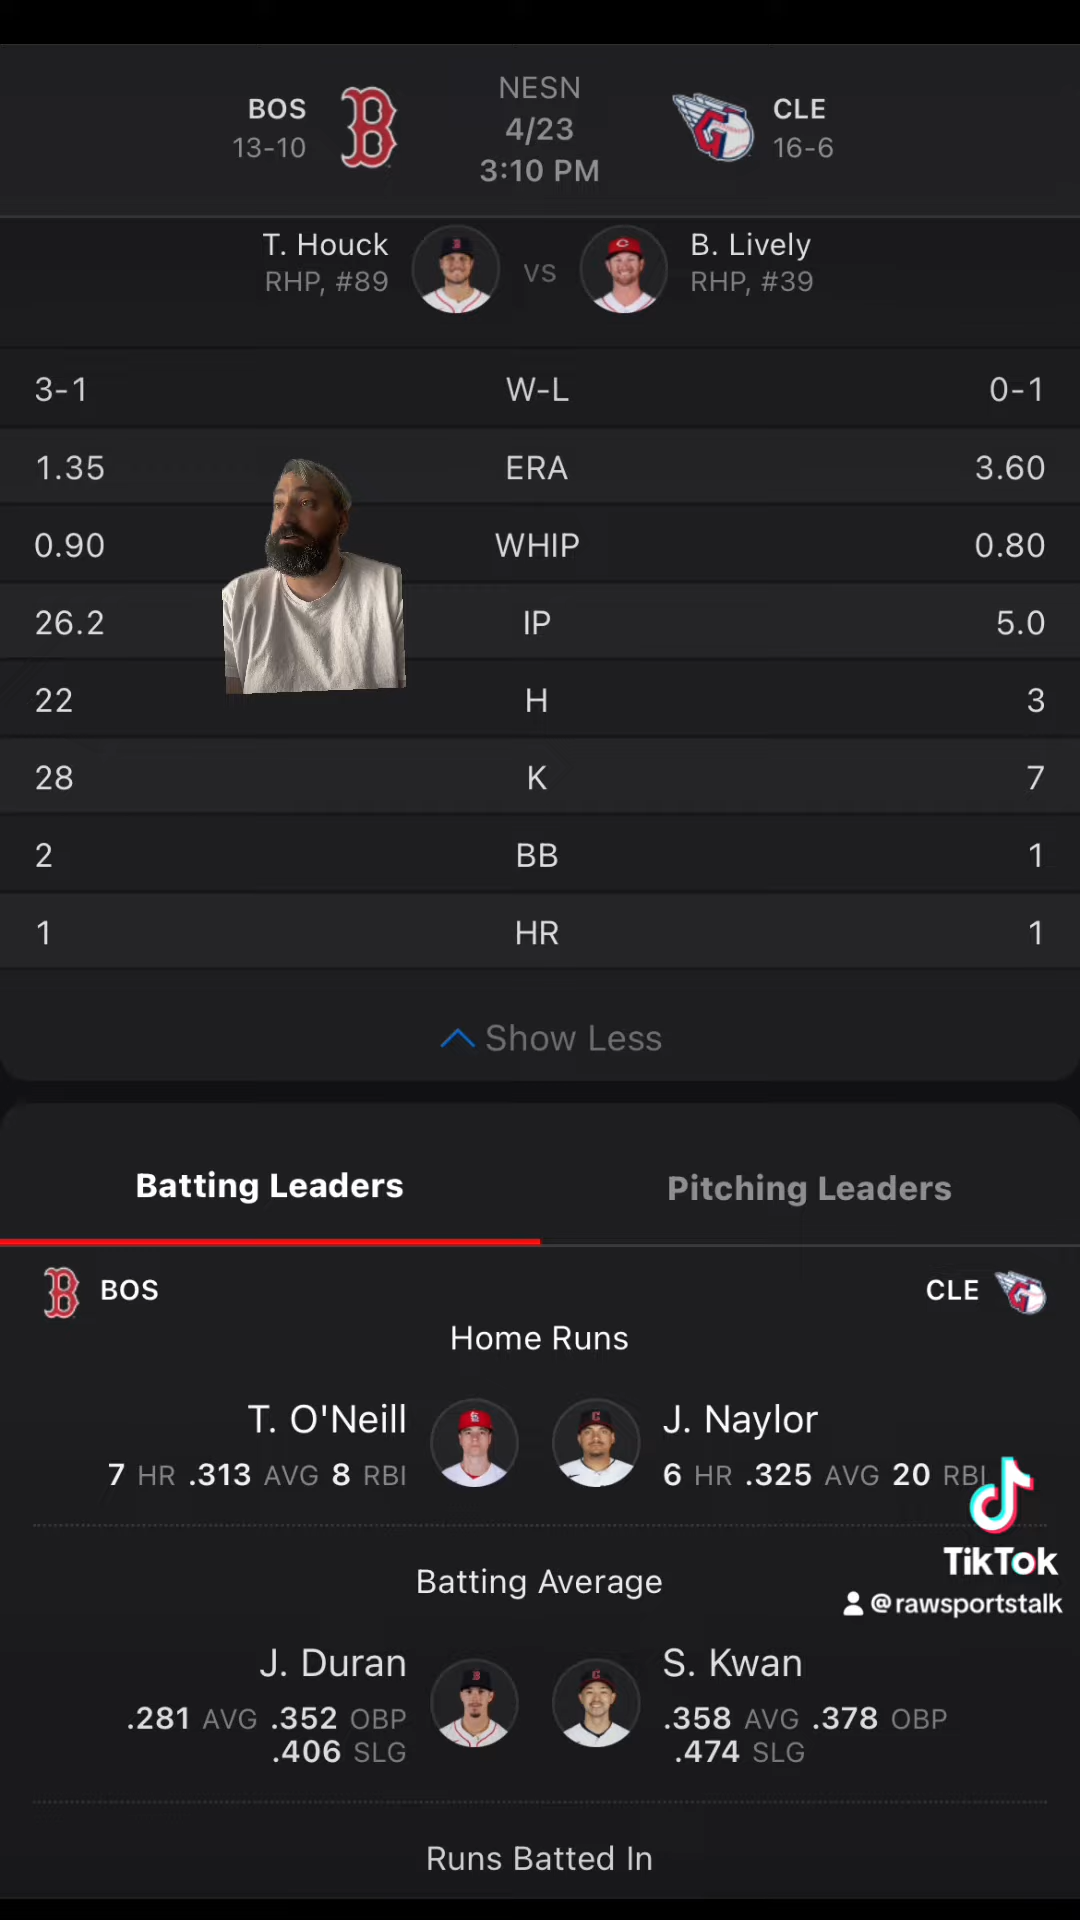 BOS
13-10
NESN
4/23
3:10 PM
CLE
16-6
T. Houck
RHP, #89
vs
B. Lively
RHP, #39
3-1 W-L 0-1
1.35 ERA 3.60
0.90 WHIP 0.80
26.2 IP 5.0
22 H 3
28 K 7
2 BB 1
1 HR 1
Show Less
Batting Leaders
Pitching Leaders
BOS
CLE
Home Runs
T. O'Neill
7 HR .313 AVG 8 RBI
J. Naylor
6 HR .325 AVG 20 RBI
TikTok
@rawsportstalk
Batting Average
J. Duran
.281 AVG .352 OBP
.406 SLG
S. Kwan
.358 AVG .378 OBP
.474 SLG
Runs Batted In